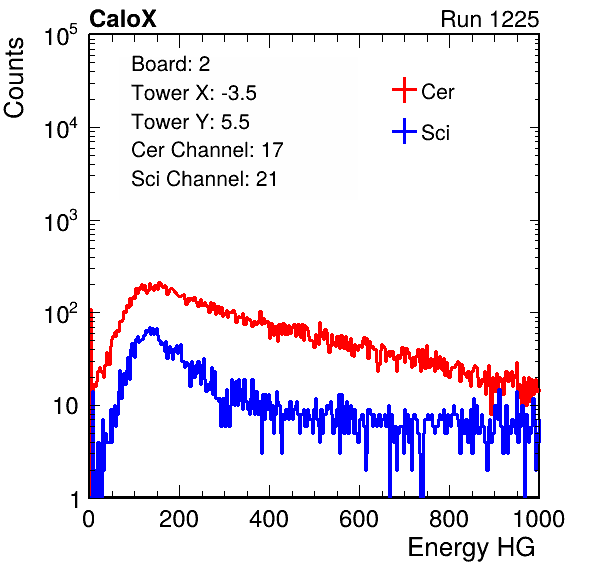 CaloX Run 1225
Counts
Board: 2
Tower X: -3.5
Tower Y: 5.5
Cer Channel: 17
Sci Channel: 21
Cer
Sci
10^5
10^4
10^3
10^2
10
1
0 200 400 600 800 1000
Energy HG